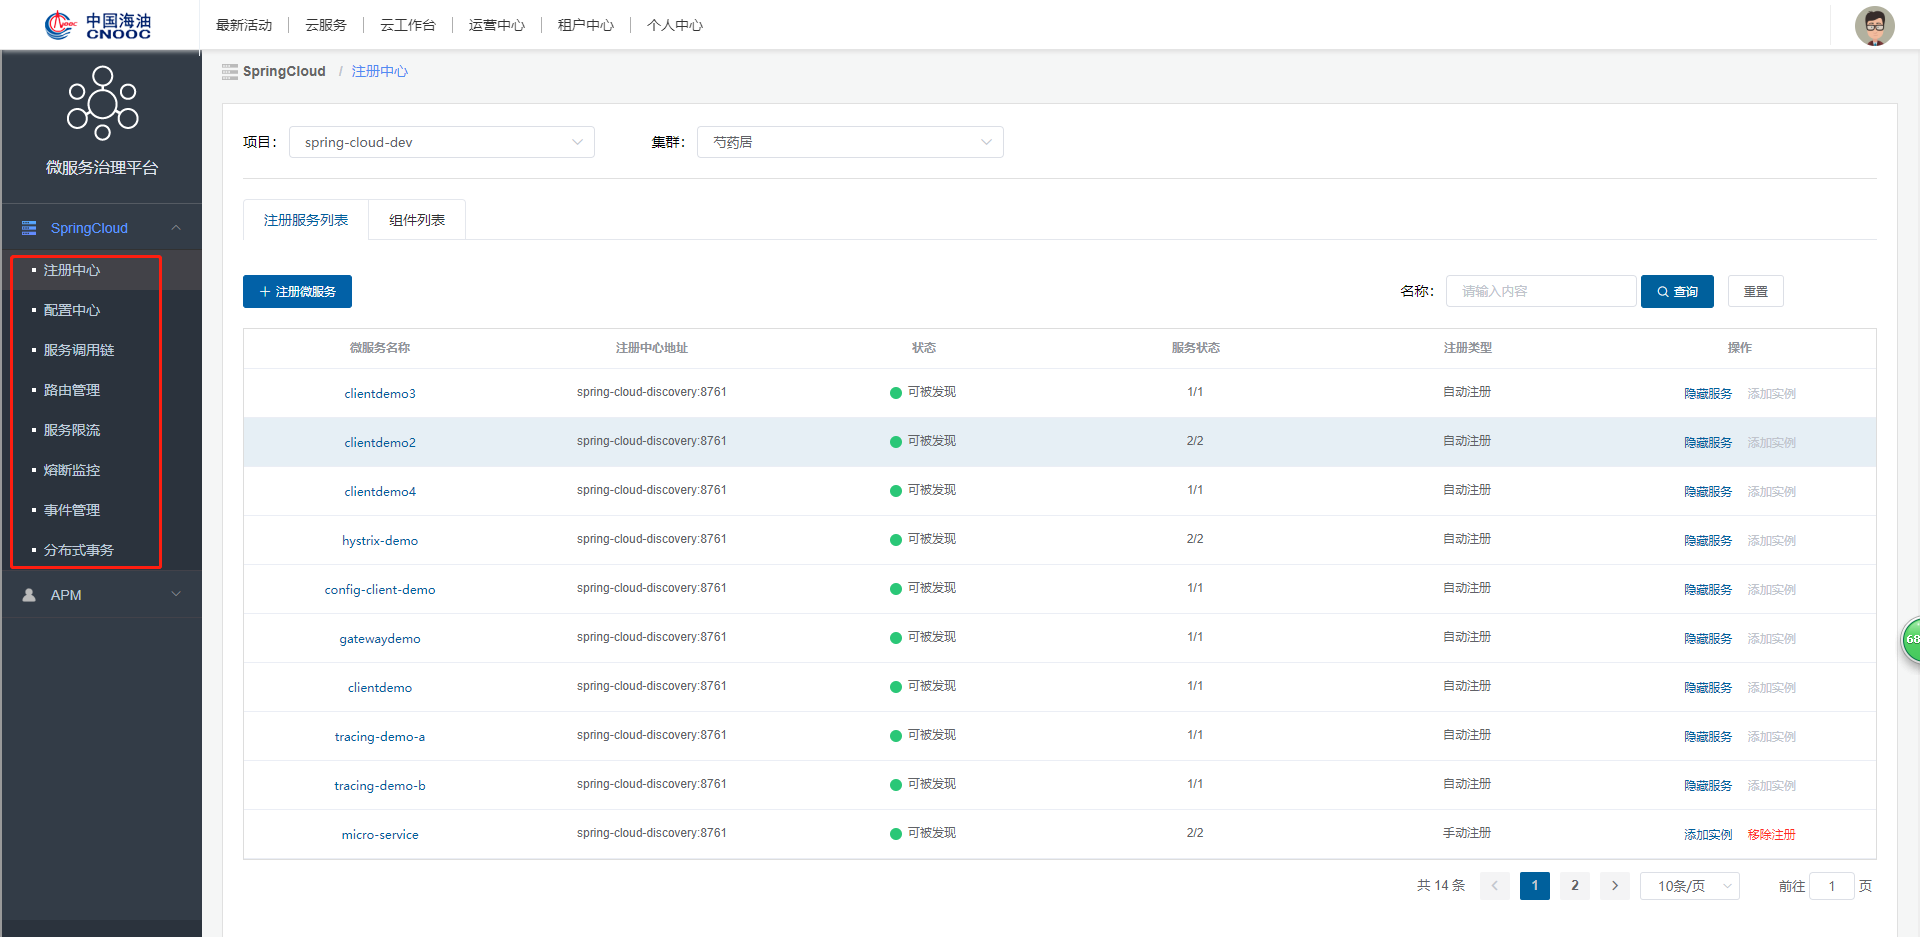 中国海油
CNOOC
最新活动
云服务
云工作台
运营中心
租户中心
个人中心
微服务治理平台
SpringCloud
注册中心
配置中心
服务调用链
路由管理
服务限流
熔断监控
事件管理
分布式事务
APM
SpringCloud / 注册中心
项目： spring-cloud-dev 集群： 芍药居
注册服务列表 组件列表
+ 注册微服务 名称： 请输入内容 查询 重置
微服务名称 注册中心地址 状态 服务状态 注册类型 操作
clientdemo3 spring-cloud-discovery:8761 可被发现 1/1 自动注册 隐藏服务 添加实例
clientdemo2 spring-cloud-discovery:8761 可被发现 2/2 自动注册 隐藏服务 添加实例
clientdemo4 spring-cloud-discovery:8761 可被发现 1/1 自动注册 隐藏服务 添加实例
hystrix-demo spring-cloud-discovery:8761 可被发现 2/2 自动注册 隐藏服务 添加实例
config-client-demo spring-cloud-discovery:8761 可被发现 1/1 自动注册 隐藏服务 添加实例
gatewaydemo spring-cloud-discovery:8761 可被发现 1/1 自动注册 隐藏服务 添加实例
clientdemo spring-cloud-discovery:8761 可被发现 1/1 自动注册 隐藏服务 添加实例
tracing-demo-a spring-cloud-discovery:8761 可被发现 1/1 自动注册 隐藏服务 添加实例
tracing-demo-b spring-cloud-discovery:8761 可被发现 1/1 自动注册 隐藏服务 添加实例
micro-service spring-cloud-discovery:8761 可被发现 2/2 手动注册 添加实例 移除注册
共 14 条 < 1 2 > 10条/页 前往 1 页
68